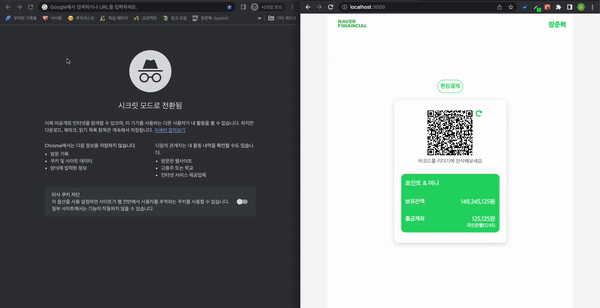 Google에서 검색하거나 URL을 입력하세요.
시크릿 모드
시크릿 모드로 전환됨
이제 비공개로 인터넷을 탐색할 수 있으며, 이 기기를 사용하는 다른 사용자가 내 활동을 볼 수 없습니다. 하지만
다운로드, 북마크, 읽기 목록 항목은 계속해서 저장됩니다. 자세히 알아보기
Chrome에서는 다음 정보를 저장하지 않습니다.
• 방문 기록
• 쿠키 및 사이트 데이터
• 양식에 입력된 정보
다음의 관계자는 내 활동 내역을 확인할 수도 있습니다.
• 방문한 웹사이트
• 고용주 또는 학교
• 인터넷 서비스 제공업체
타사 쿠키 차단
이 옵션을 사용 설정하면 사이트가 웹 전반에서 사용자를 추적하는 쿠키를 사용할 수 없습니다.
일부 사이트에서는 기능이 작동하지 않을 수 있습니다.
localhost:3000
NAVER
FINANCIAL
장준혁
현장결제
바코드를 리더기에 인식해보세요
포인트 & 머니
보유잔액 149,245,125원
출금계좌 125,125원
국민은행(1235)